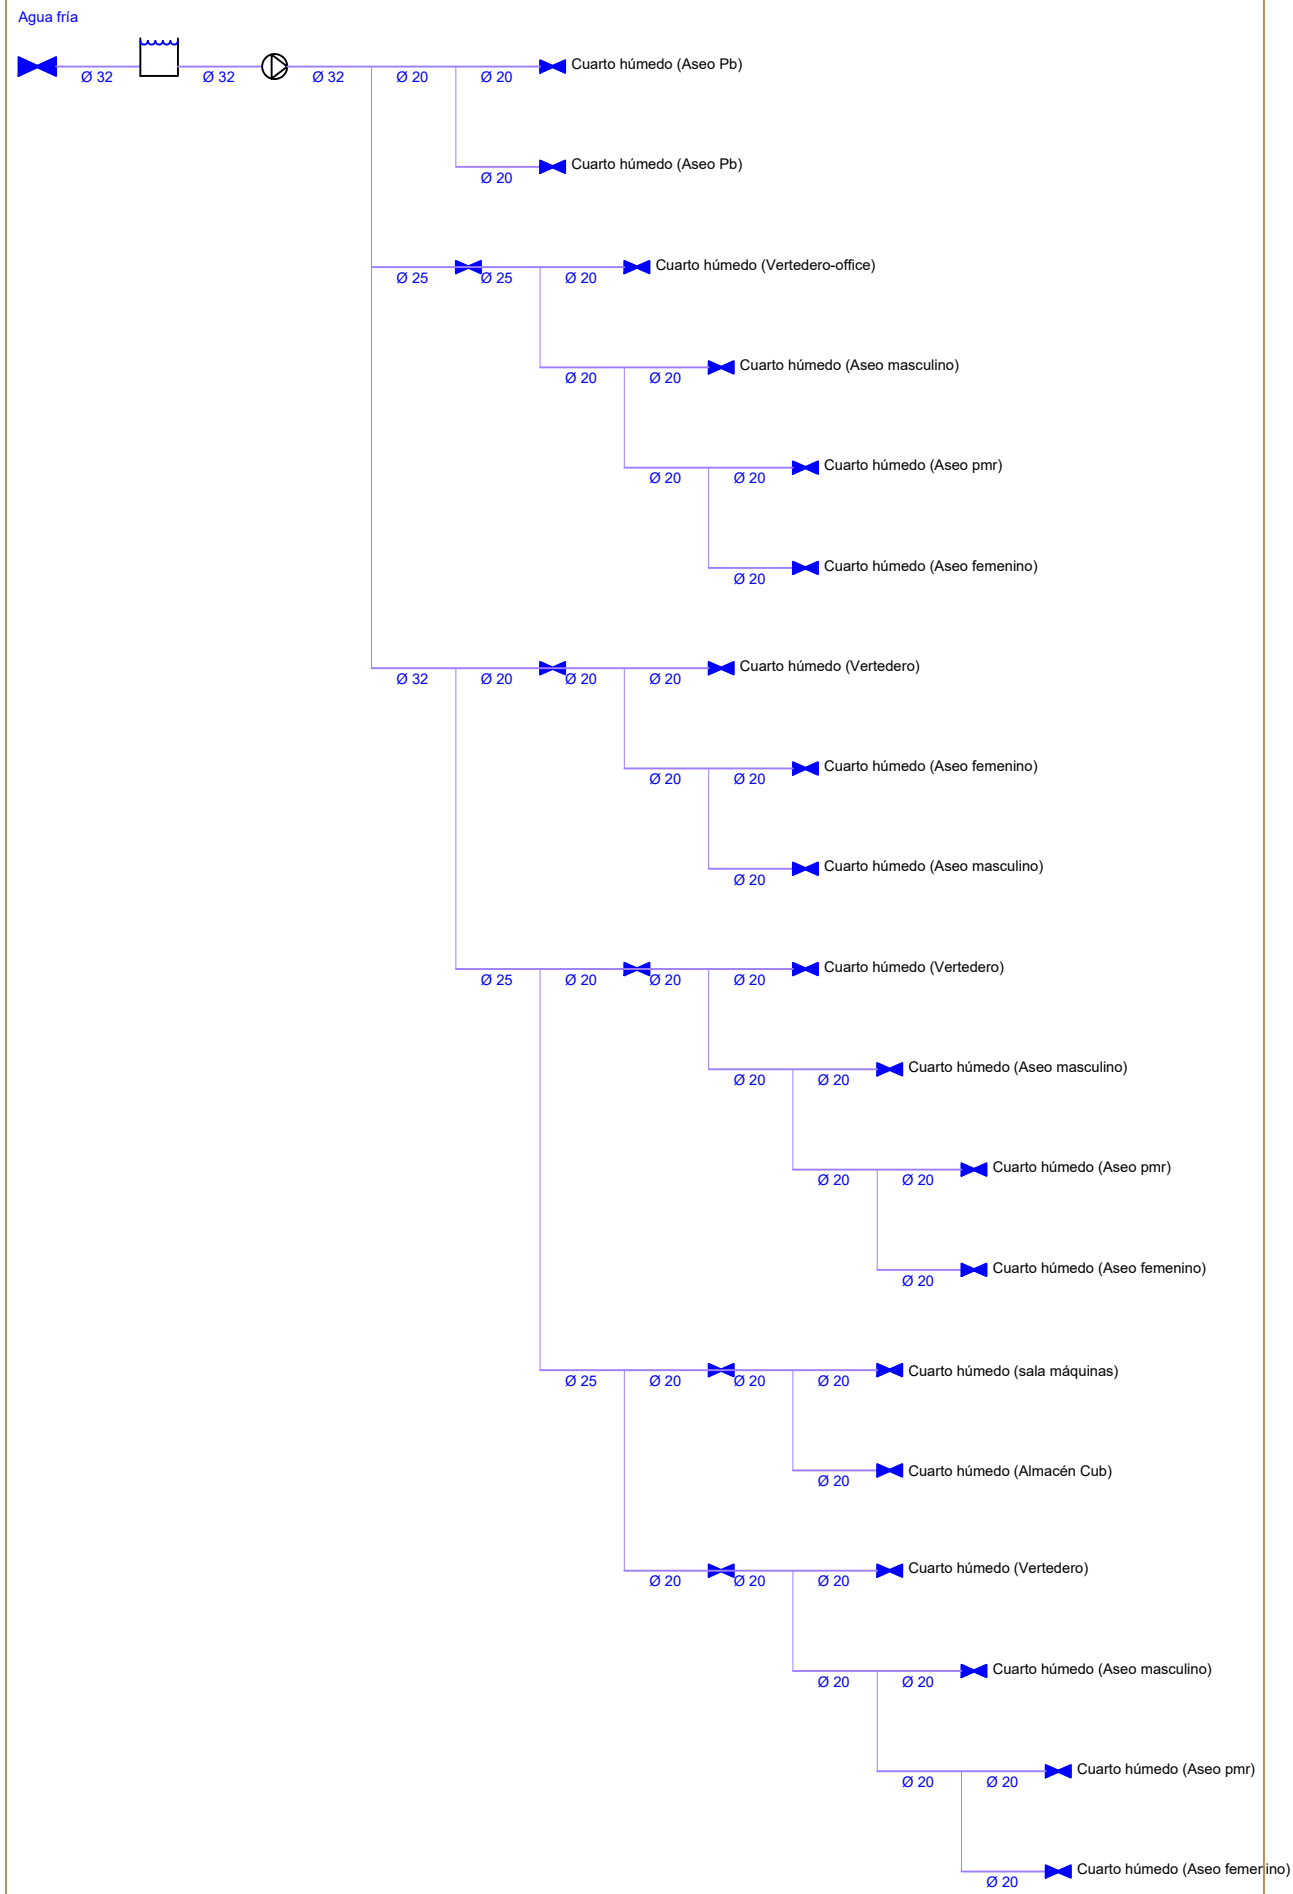 Agua fría
Cuarto húmedo (Aseo Pb)
Ø 32 Ø 32 Ø 32 Ø 20 Ø 20
Cuarto húmedo (Aseo Pb)
Ø 20
Cuarto húmedo (Vertedero-office)
Ø 25 Ø 25 Ø 20
Cuarto húmedo (Aseo masculino)
Ø 20 Ø 20
Cuarto húmedo (Aseo pmr)
Ø 20 Ø 20
Cuarto húmedo (Aseo femenino)
Ø 20
Cuarto húmedo (Vertedero)
Ø 32 Ø 20 Ø 20 Ø 20
Cuarto húmedo (Aseo femenino)
Ø 20 Ø 20
Cuarto húmedo (Aseo masculino)
Ø 20
Cuarto húmedo (Vertedero)
Ø 25 Ø 20 Ø 20 Ø 20
Cuarto húmedo (Aseo masculino)
Ø 20 Ø 20
Cuarto húmedo (Aseo pmr)
Ø 20 Ø 20
Cuarto húmedo (Aseo femenino)
Ø 20
Cuarto húmedo (sala máquinas)
Ø 25 Ø 20 Ø 20 Ø 20
Cuarto húmedo (Almacén Cub)
Ø 20
Cuarto húmedo (Vertedero)
Ø 20 Ø 20 Ø 20
Cuarto húmedo (Aseo masculino)
Ø 20 Ø 20
Cuarto húmedo (Aseo pmr)
Ø 20 Ø 20
Cuarto húmedo (Aseo femenino)
Ø 20